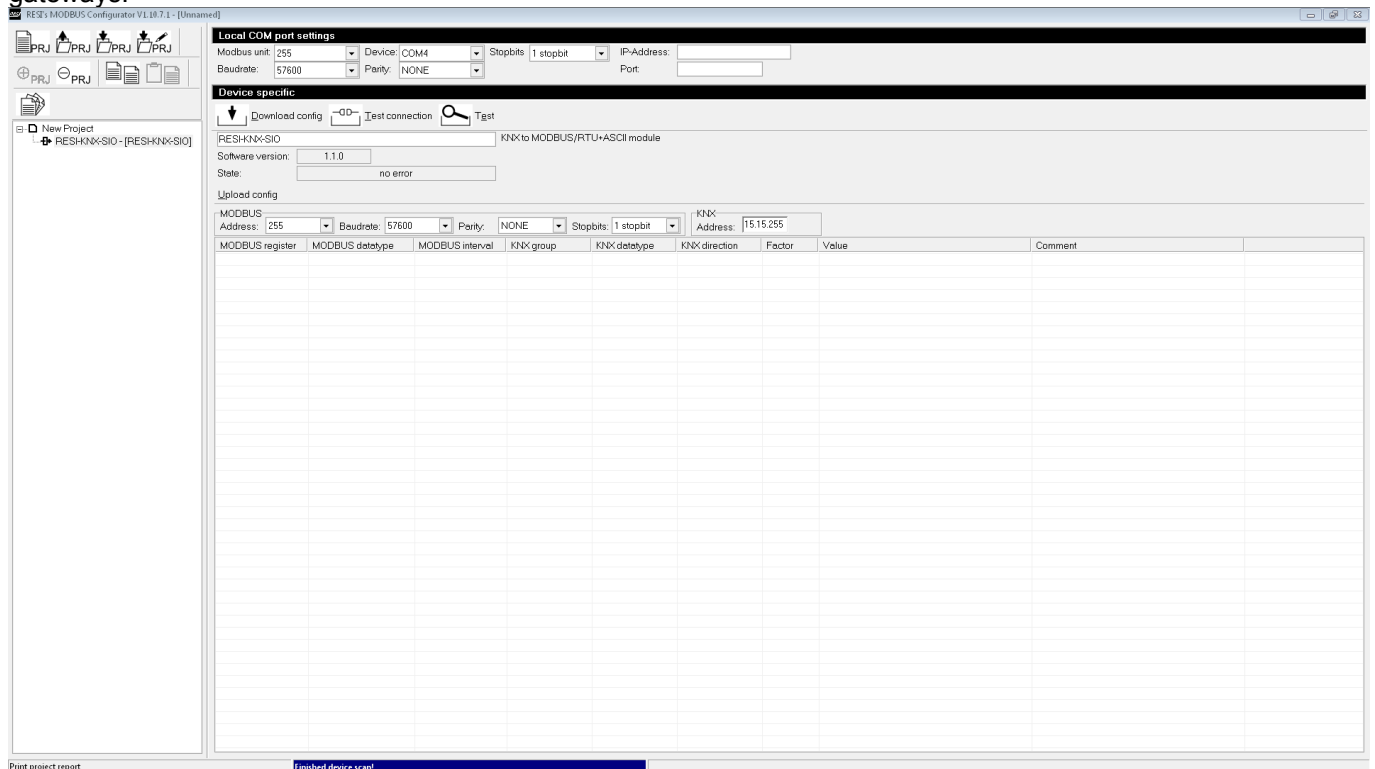 gateways.
RESI's MODBUS Configurator V1.10.7.1 - [Unnamed]
PRJ PRJ PRJ PRJ
PRJ PRJ
New Project
RESI-KNX-SIO - [RESI-KNX-SIO]
Local COM port settings
Modbus unit: 255 Device: COM4 Stopbits 1 stopbit IP-Address:
Baudrate: 57600 Parity: NONE Port:
Device specific
Download config Test connection Test
RESI-KNX-SIO KNX to MODBUS/RTU+ASCII module
Software version: 1.1.0
State: no error
Upload config
MODBUS KNX
Address: 255 Baudrate: 57600 Parity: NONE Stopbits: 1 stopbit Address: 15.15.255
MODBUS register MODBUS datatype MODBUS interval KNX group KNX datatype KNX direction Factor Value Comment
Print project report Finished device scan!